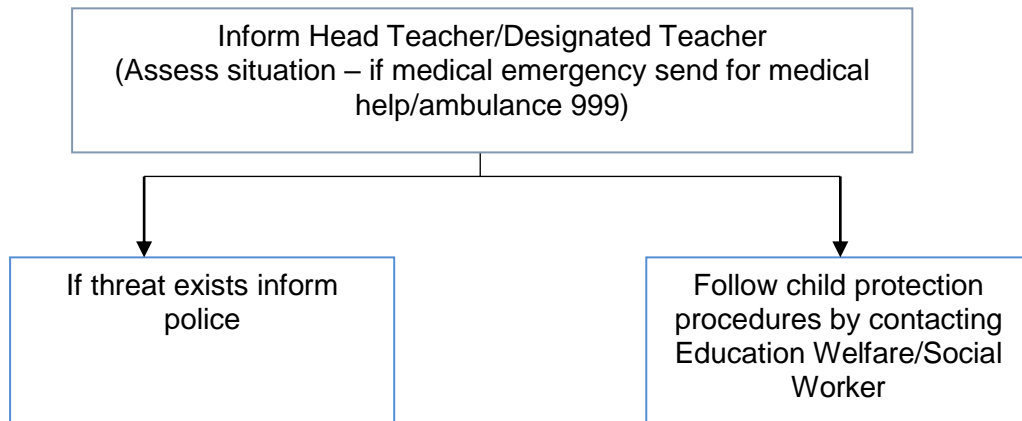 Inform Head Teacher/Designated Teacher
(Assess situation – if medical emergency send for medical
help/ambulance 999)
If threat exists inform
police
Follow child protection
procedures by contacting
Education Welfare/Social
Worker